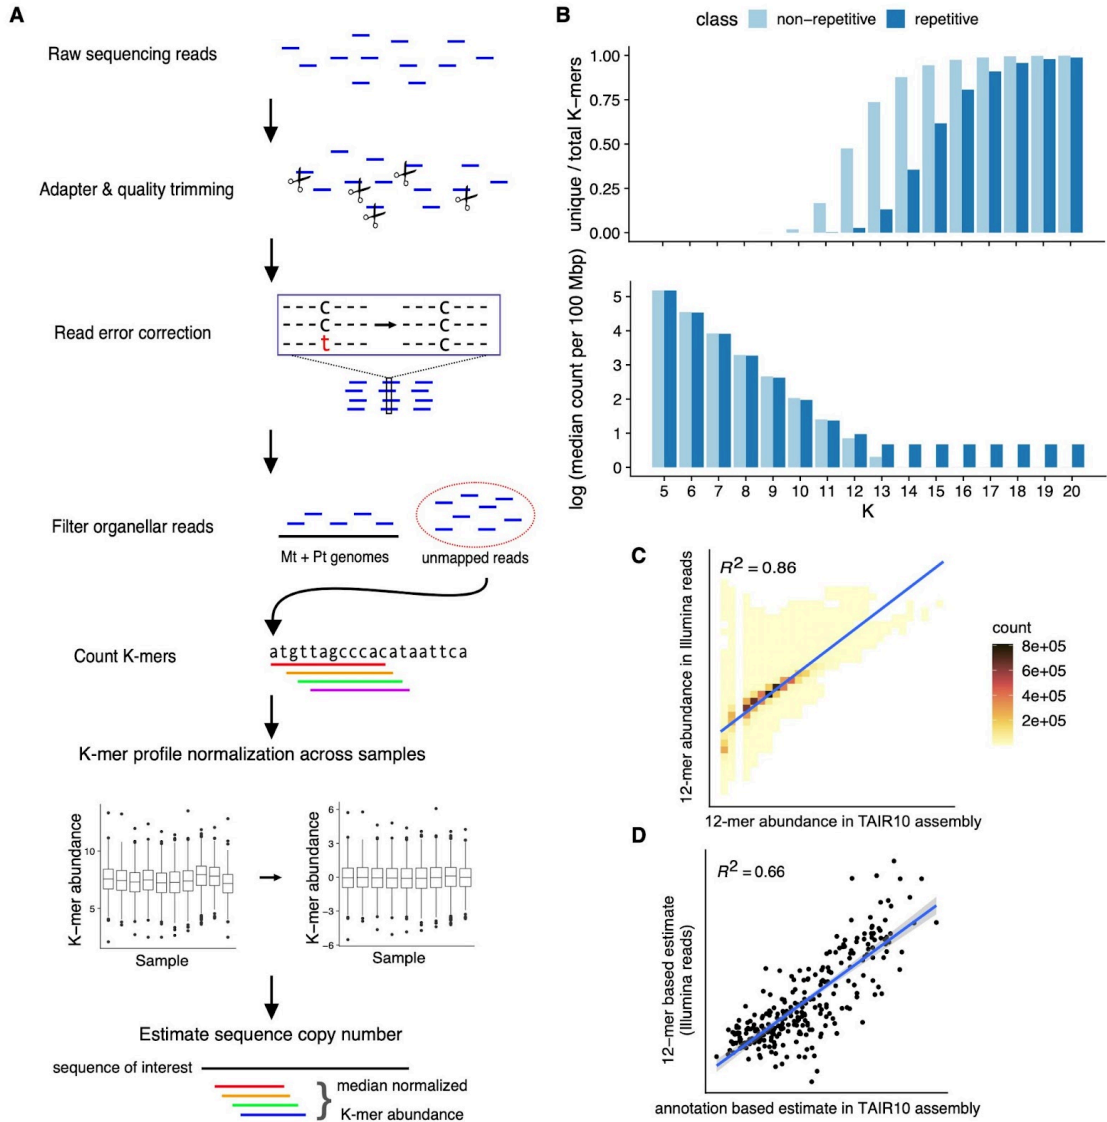 A
Raw sequencing reads
Adapter & quality trimming
Read error correction
---C--- ---C---
---C--- ---C---
---t--- ---C---
Filter organellar reads
Mt + Pt genomes
unmapped reads
Count K-mers
atgttagcccacataattca
K-mer profile normalization across samples
K-mer abundance
10
5
Sample
K-mer abundance
6
3
0
−3
−6
Sample
Estimate sequence copy number
sequence of interest
median normalized
}
K-mer abundance
B
class non−repetitive repetitive
unique / total K−mers
1.00
0.75
0.50
0.25
0.00
log (median count per 100 Mbp)
5
4
3
2
1
0
5 6 7 8 9 10 11 12 13 14 15 16 17 18 19 20
K
C
R² = 0.86
12-mer abundance in Illumina reads
12-mer abundance in TAIR10 assembly
count
8e+05
6e+05
4e+05
2e+05
D
R² = 0.66
12−mer based estimate
(Illumina reads)
annotation based estimate in TAIR10 assembly